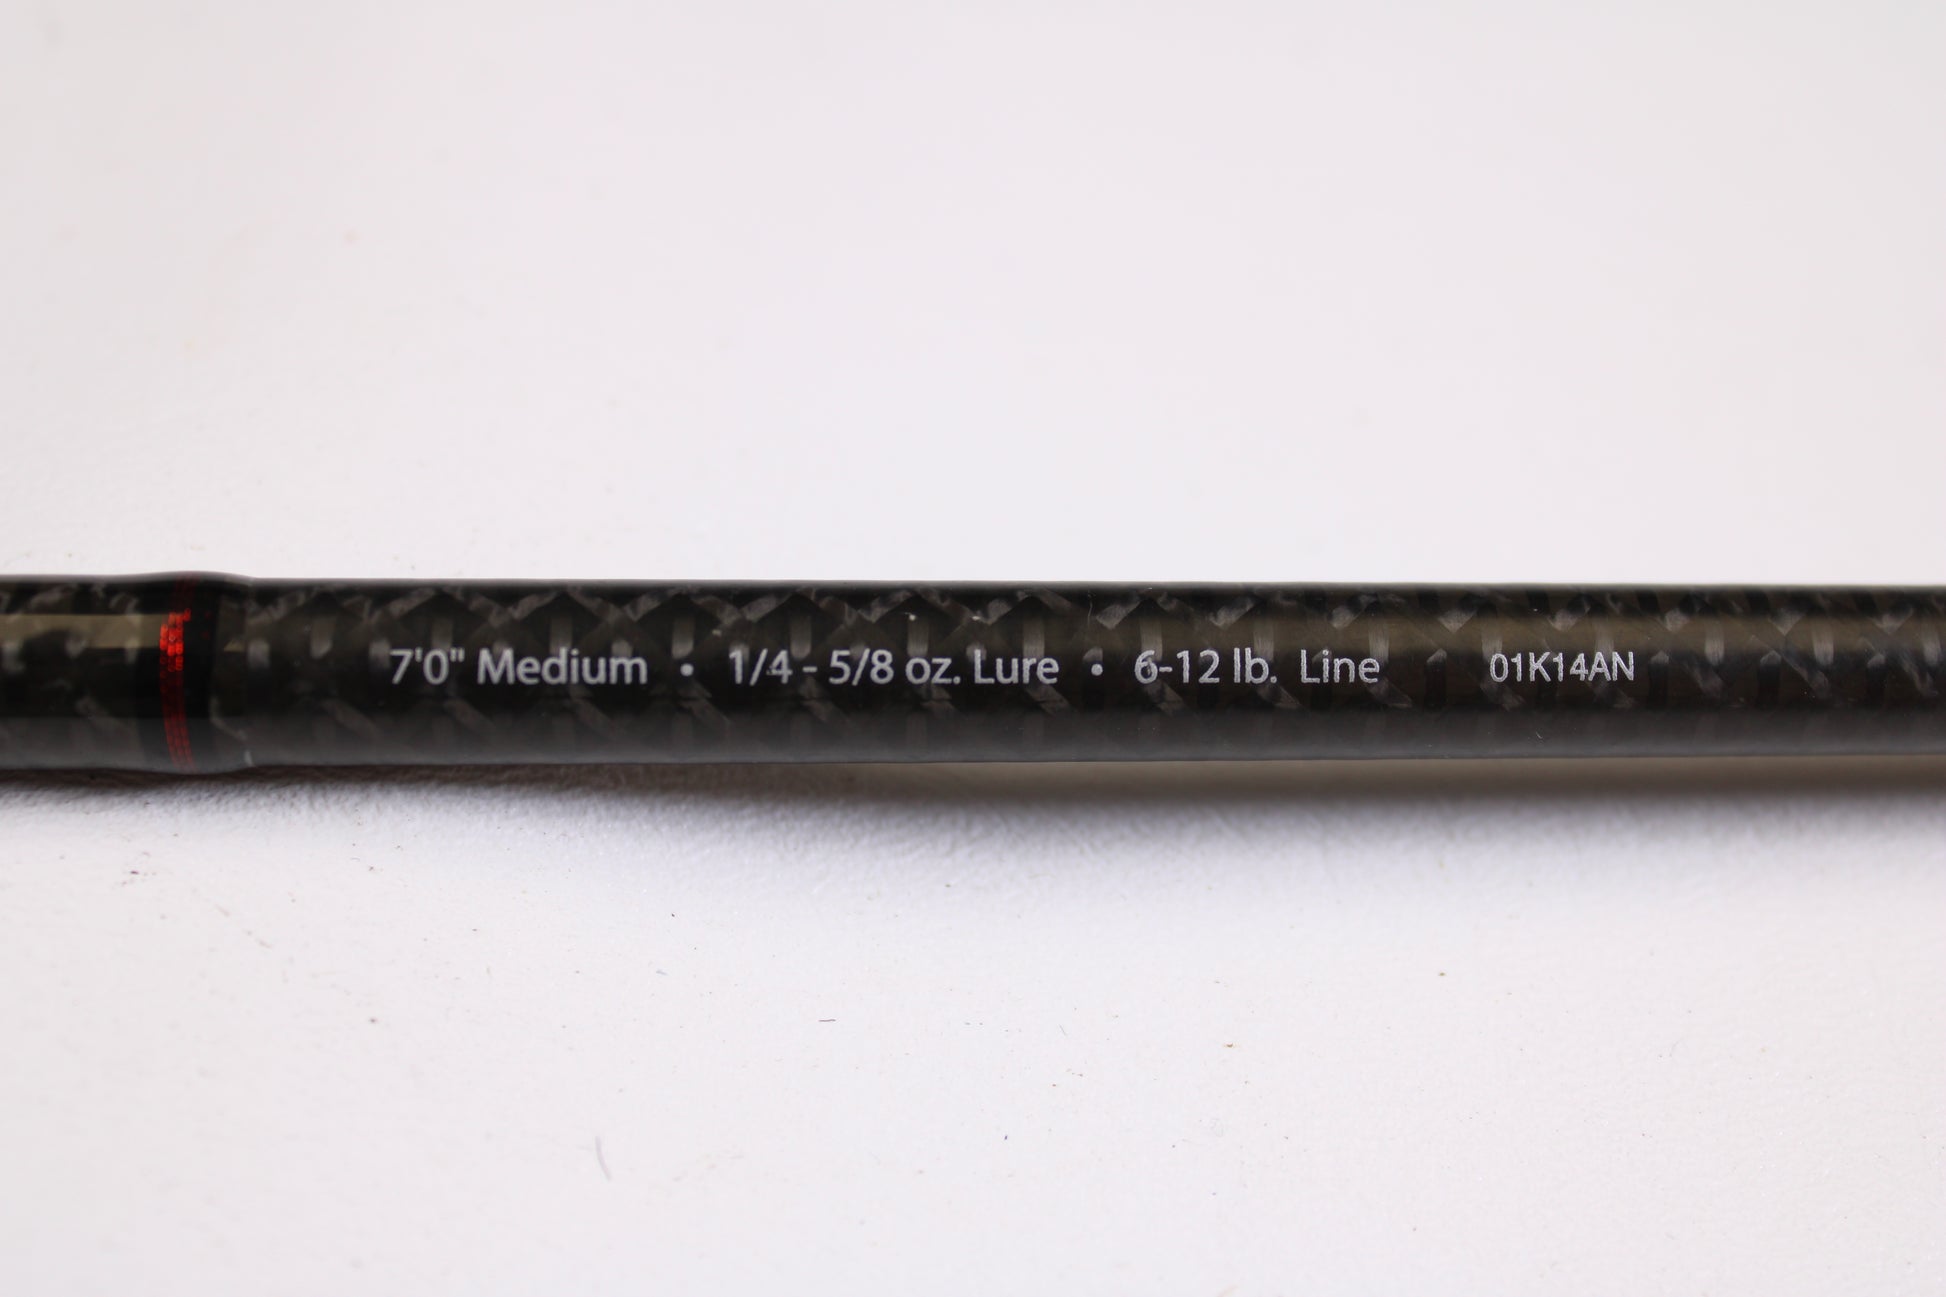 7'0" Medium • 1/4 - 5/8 oz. Lure • 6-12 lb. Line 01K14AN